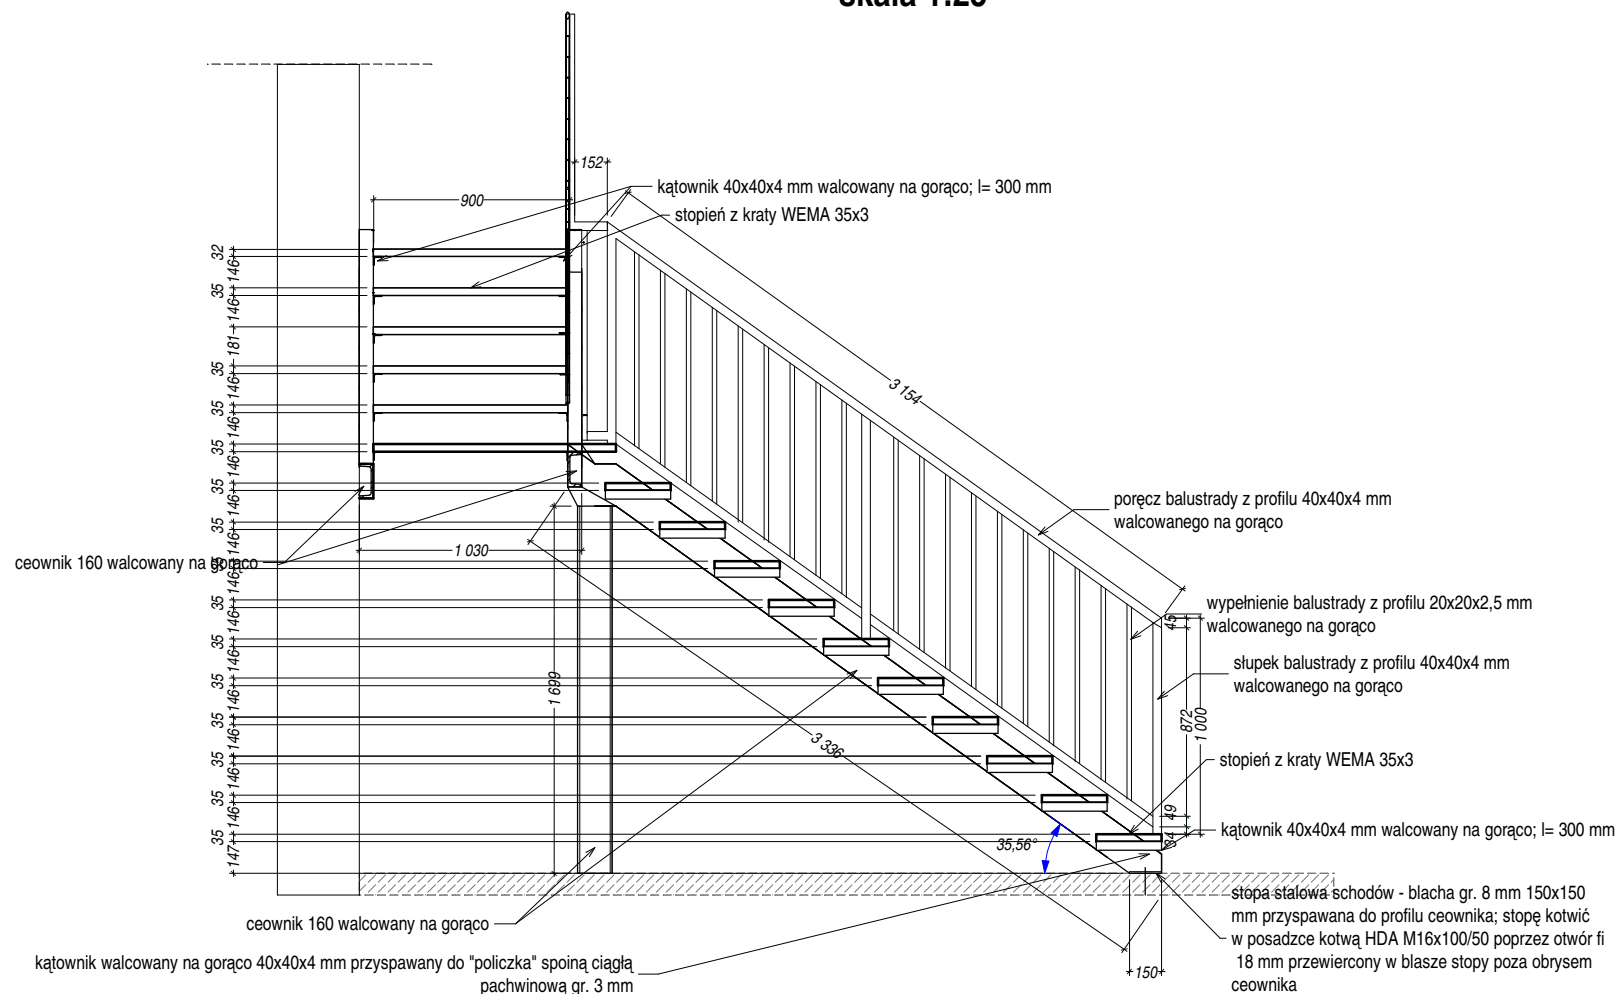 skala 1:25
152
kątownik 40x40x4 mm walcowany na gorąco; l= 300 mm
900
stopień z kraty WEMA 35x3
32
146
35
146
181
35
146
35
146
35
146
35
146
35
146
146
35
146
35
146
35
146
35
146
35
146
35
146
35
147
3 154
poręcz balustrady z profilu 40x40x4 mm
walcowanego na gorąco
ceownik 160 walcowany na gorąco
1 030
wypełnienie balustrady z profilu 20x20x2,5 mm
walcowanego na gorąco
45
słupek balustrady z profilu 40x40x4 mm
walcowanego na gorąco
1 699
872
1 000
3 336
stopień z kraty WEMA 35x3
49
34
kątownik 40x40x4 mm walcowany na gorąco; l= 300 mm
35,56°
stopa stalowa schodów - blacha gr. 8 mm 150x150
mm przyspawana do profilu ceownika; stopę kotwić
w posadzce kotwą HDA M16x100/50 poprzez otwór fi
18 mm przewiercony w blasze stopy poza obrysem
ceownika
ceownik 160 walcowany na gorąco
kątownik walcowany na gorąco 40x40x4 mm przyspawany do "policzka" spoiną ciągłą
pachwinową gr. 3 mm
150